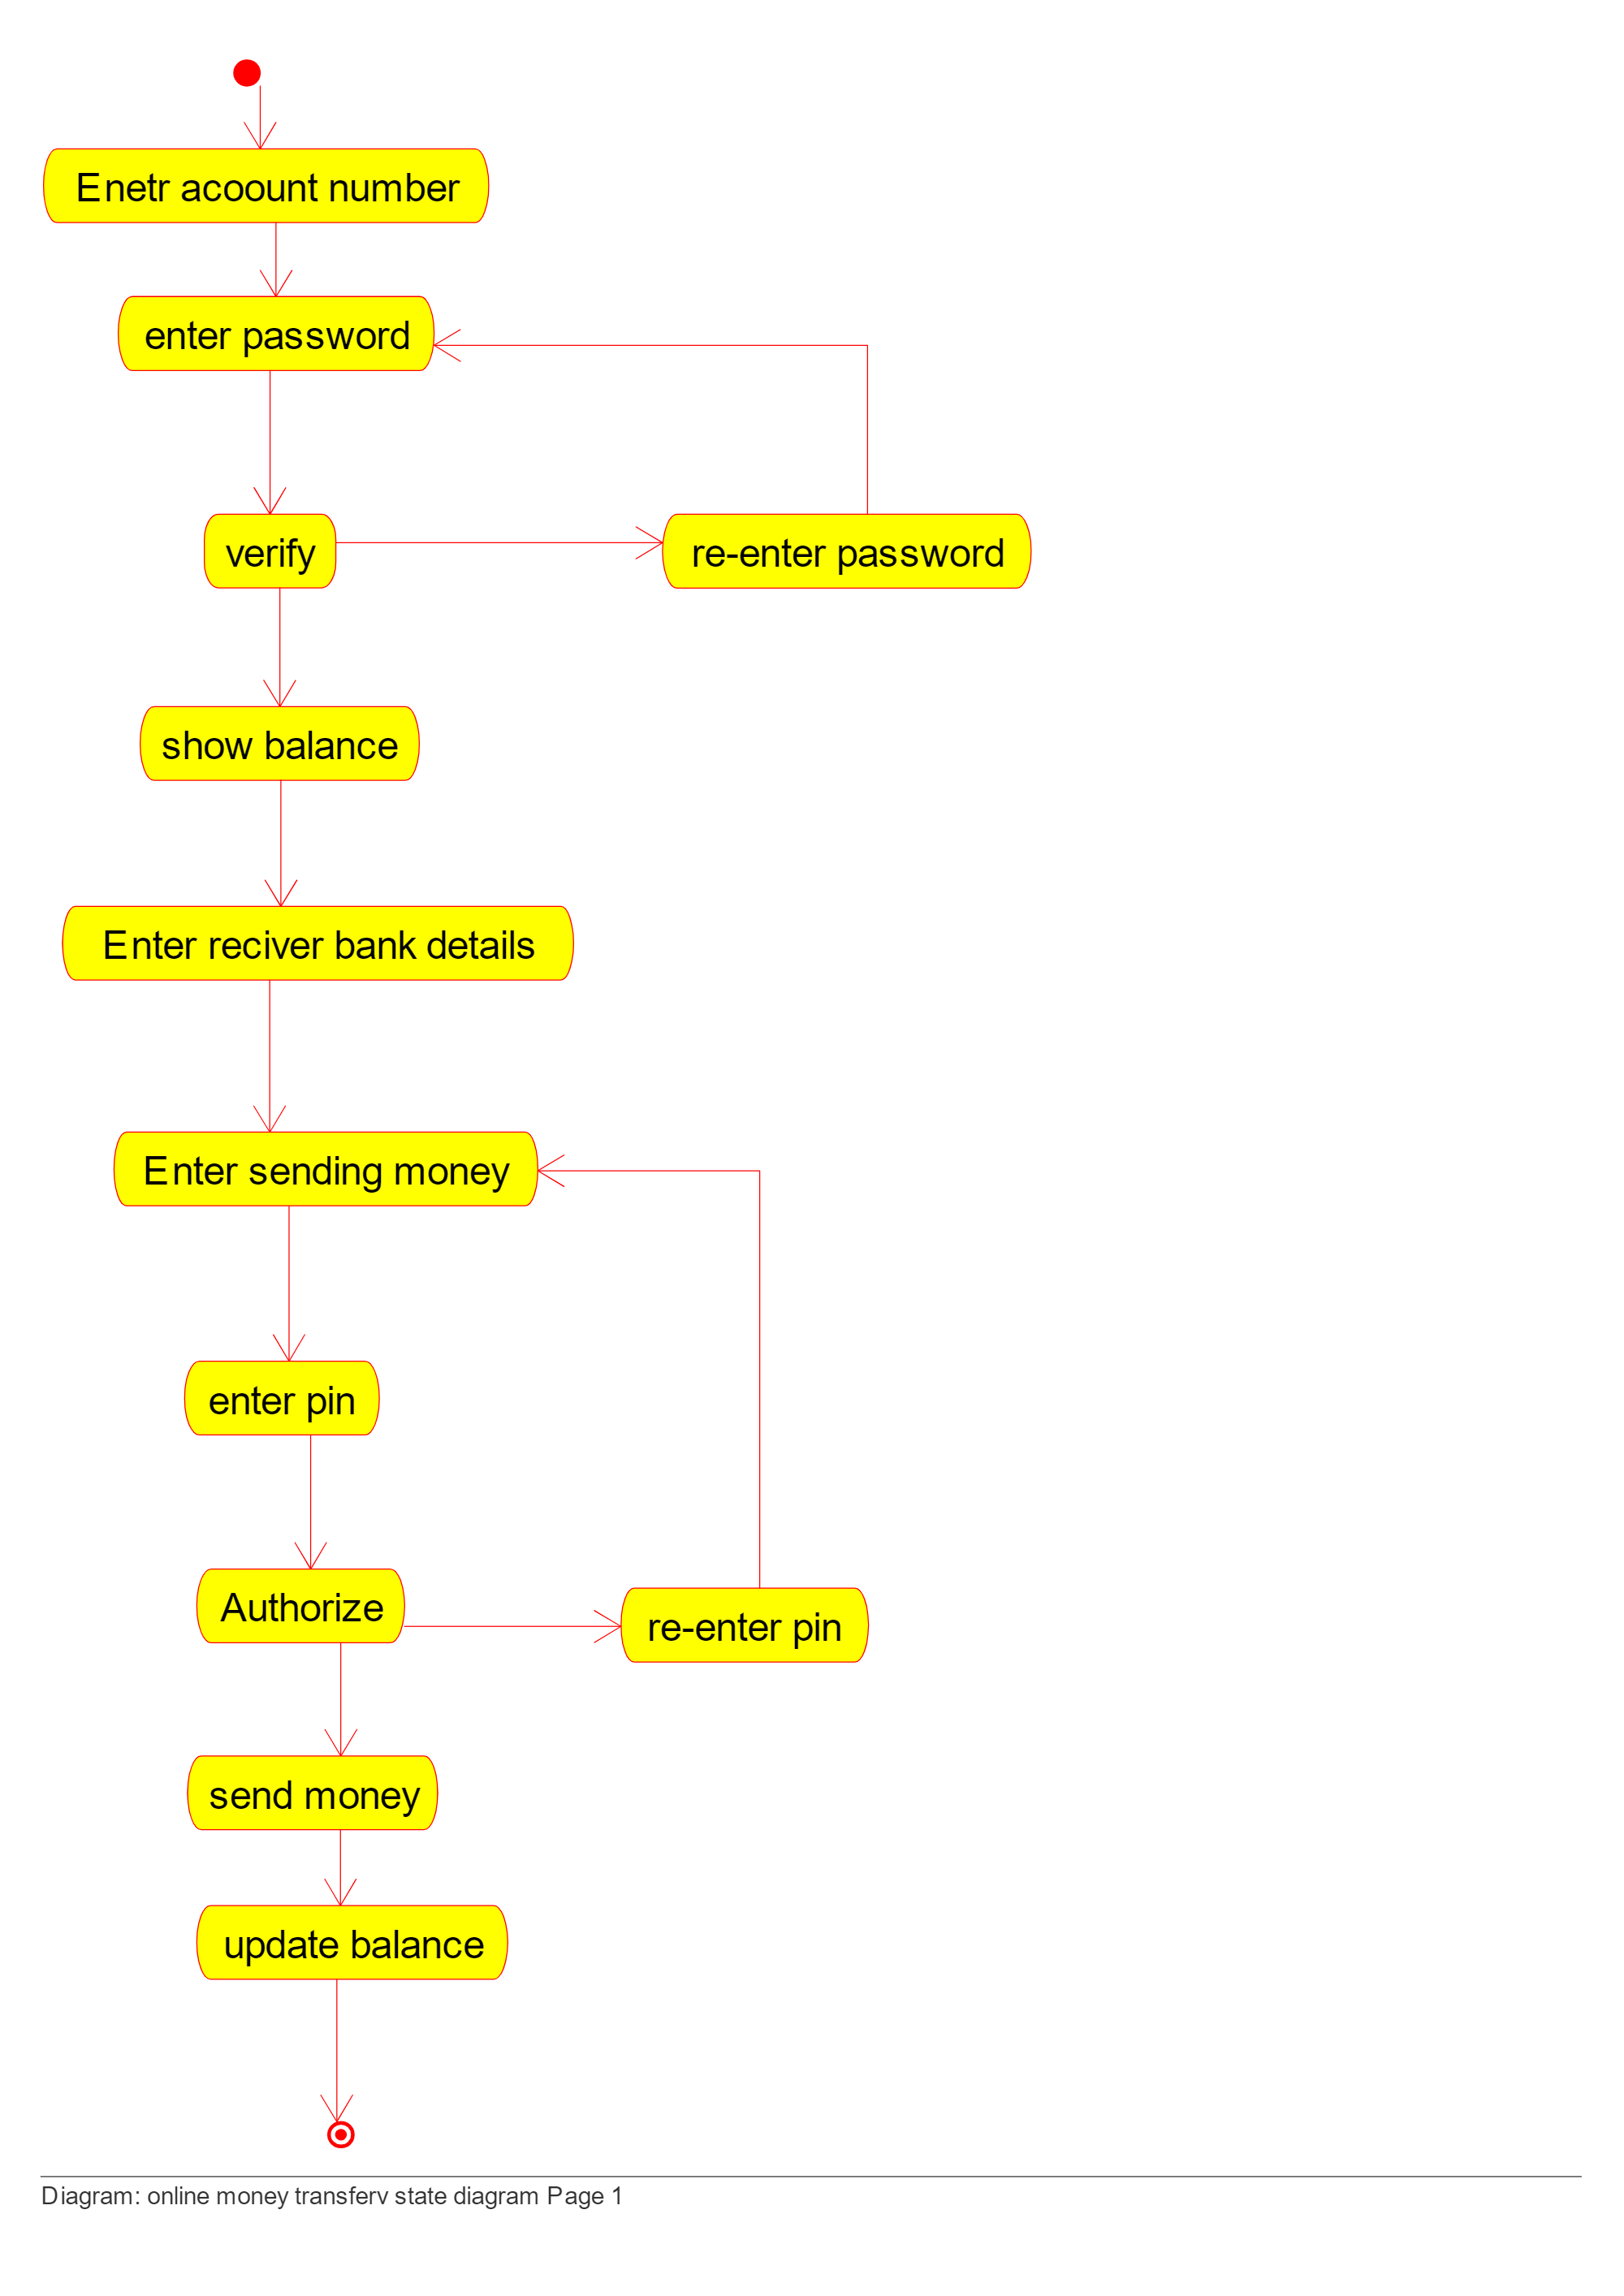 Enetr acoount number
enter password
verify
re-enter password
show balance
Enter reciver bank details
Enter sending money
enter pin
Authorize
re-enter pin
send money
update balance
Diagram: online money transferv state diagram Page 1